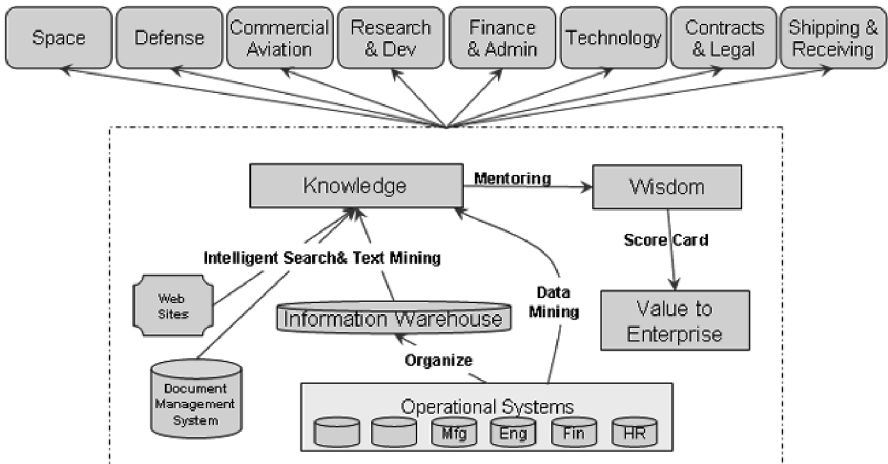 Space
Defense
Commercial
Aviation
Research
& Dev
Finance
& Admin
Technology
Contracts
& Legal
Shipping &
Receiving
Knowledge
Mentoring
Wisdom
Score Card
Intelligent Search& Text Mining
Web
Sites
Information Warehouse
Data
Mining
Value to
Enterprise
Organize
Document
Management
System
Operational Systems
Mfg
Eng
Fin
HR